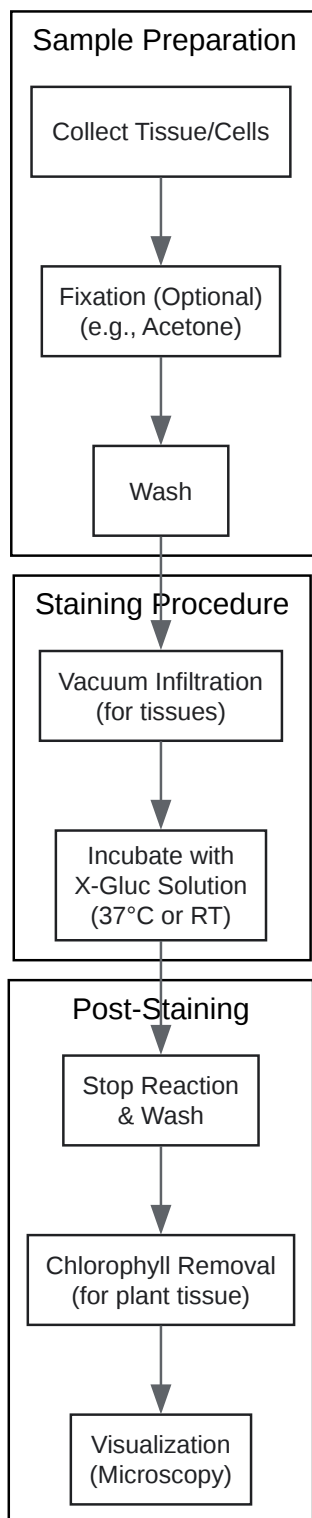 Sample Preparation
Collect Tissue/Cells
Fixation (Optional)
(e.g., Acetone)
Wash
Staining Procedure
Vacuum Infiltration
(for tissues)
Incubate with
X-Gluc Solution
(37°C or RT)
Post-Staining
Stop Reaction
& Wash
Chlorophyll Removal
(for plant tissue)
Visualization
(Microscopy)